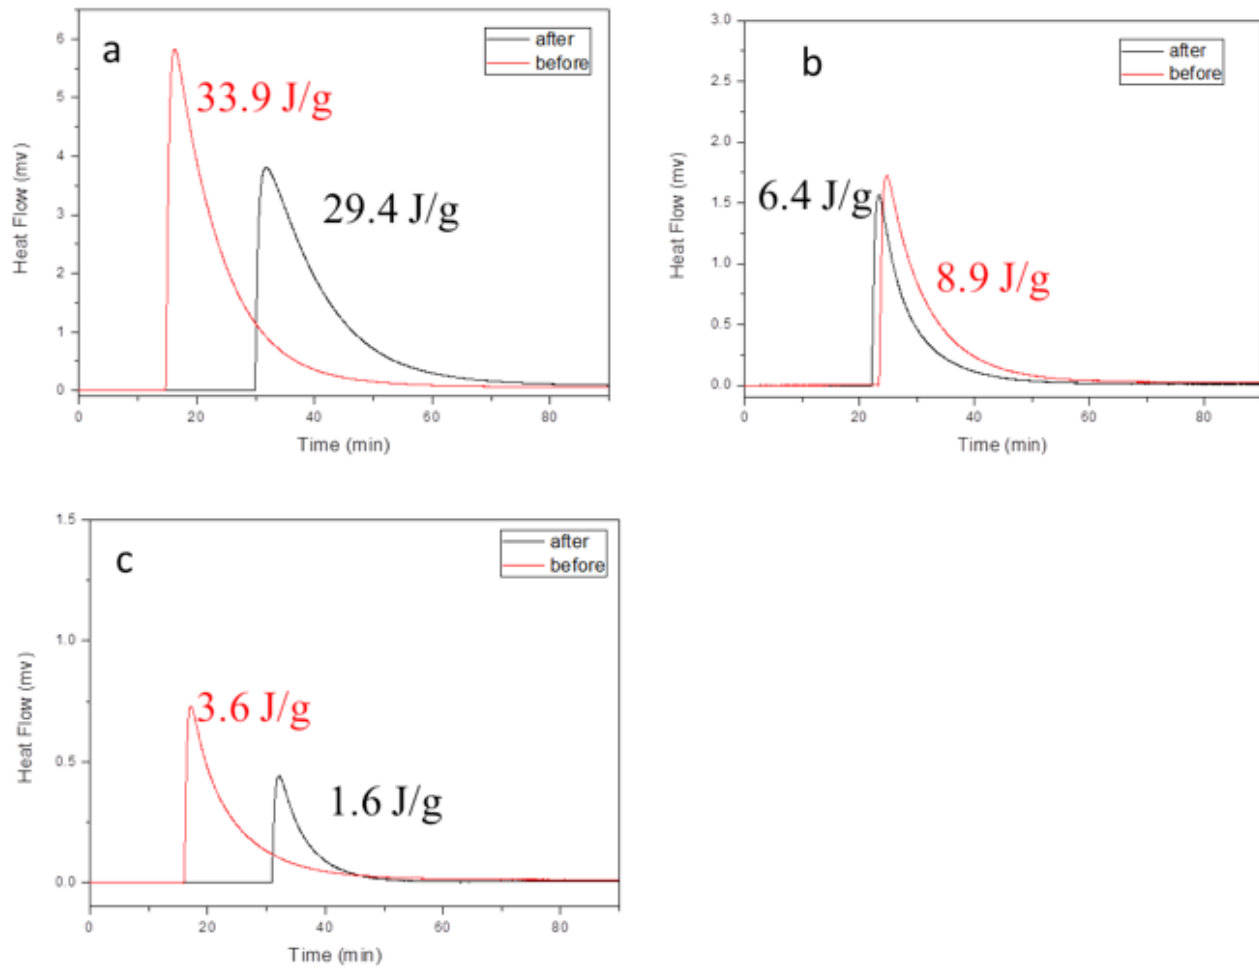 a
after
before
33.9 J/g
29.4 J/g
6
5
4
3
2
1
0
Heat Flow (mv)
0 20 40 60 80
Time (min)
b
after
before
6.4 J/g
8.9 J/g
3.0
2.5
2.0
1.5
1.0
0.5
0.0
Heat Flow (mv)
0 20 40 60 80
Time (min)
c
after
before
3.6 J/g
1.6 J/g
1.5
1.0
0.5
0.0
Heat Flow (mv)
0 20 40 60 80
Time (min)